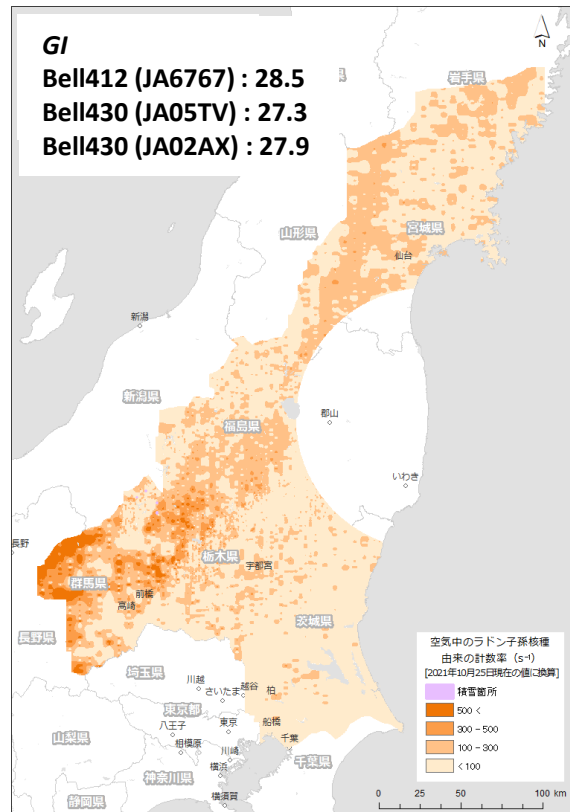 GI
Bell412 (JA6767) : 28.5
Bell430 (JA05TV) : 27.3
Bell430 (JA02AX) : 27.9
N
岩手県
宮城県
山形県
仙台
新潟
新潟県
福島県
郡山
いわき
長野
栃木県
群馬県
宇都宮
前橋
高崎
茨城県
長野県
埼玉県
川越
さいたま
越谷
柏
東京都
八王子
東京
船橋
千葉
山梨県
相模原
川崎
千葉県
神奈川県
横浜
静岡県
横須賀
空気中のラドン子孫核種
由来の計数率 (s⁻¹)
[2021年10月25日現在の値に換算]
積雪箇所
500 <
300 – 500
100 – 300
< 100
0 25 50 100 km